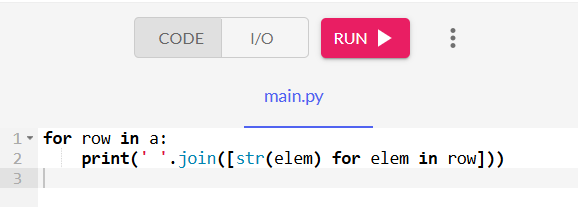 CODE I/O RUN
main.py
1 for row in a:
2     print(' '.join([str(elem) for elem in row]))
3